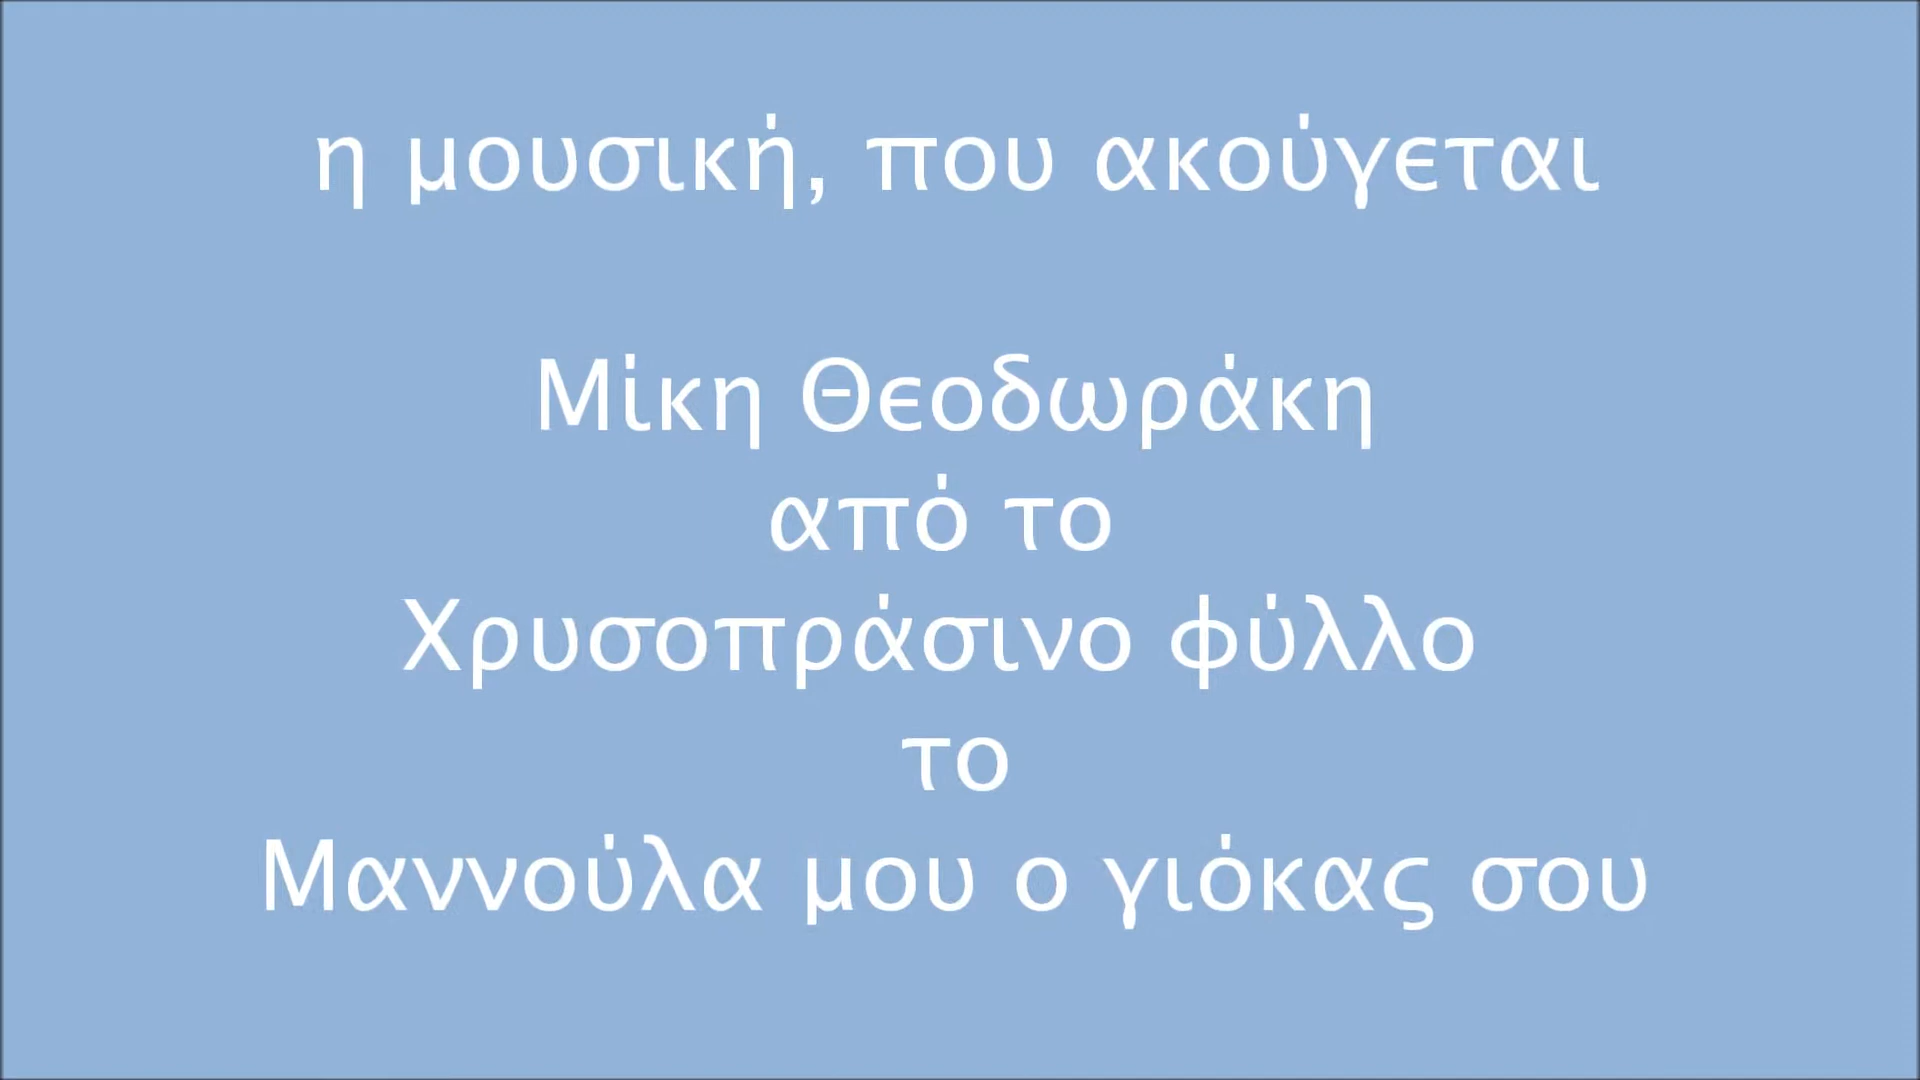 η μουσική, που ακούγεται
Μίκη Θεοδωράκη
από το
Χρυσοπράσινο φύλλο
το
Μαννούλα μου ο γιόκας σου